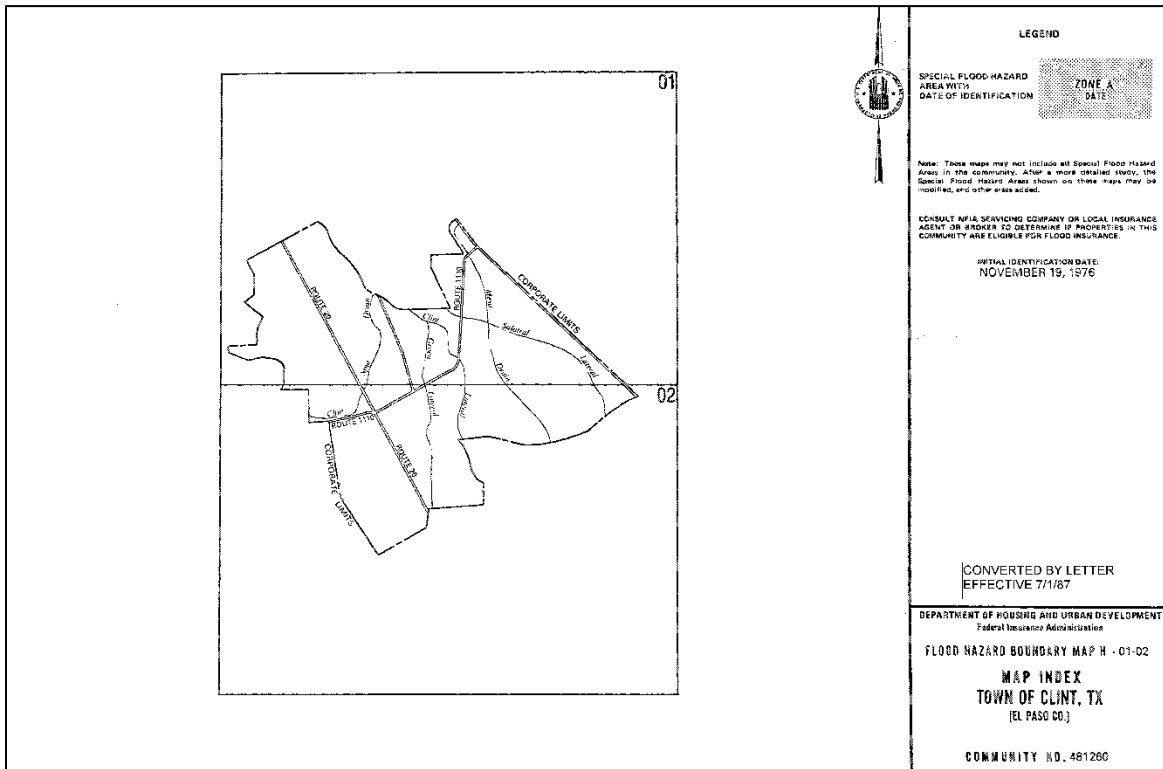 01
ROUTE 20
Drain
Clint
ROUTE 1110
CORPORATE LIMITS
Mesa
Salatral
Lateral
Drain
Lateral
Lateral
02
ROUTE 1110
ROUTE 20
CORPORATE LIMITS
LEGEND
SPECIAL FLOOD HAZARD
AREA WITH
DATE OF IDENTIFICATION
ZONE A
DATE
Note: These maps may not include all Special Flood Hazard
Areas in the community. After a more detailed study, the
Special Flood Hazard Areas shown on these maps may be
modified, and other areas added.
CONSULT NFIA SERVICING COMPANY OR LOCAL INSURANCE
AGENT OR BROKER TO DETERMINE IF PROPERTIES IN THIS
COMMUNITY ARE ELIGIBLE FOR FLOOD INSURANCE.
INITIAL IDENTIFICATION DATE:
NOVEMBER 19, 1976
CONVERTED BY LETTER
EFFECTIVE 7/1/87
DEPARTMENT OF HOUSING AND URBAN DEVELOPMENT
Federal Insurance Administration
FLOOD HAZARD BOUNDARY MAP H - 01-02
MAP INDEX
TOWN OF CLINT, TX
(EL PASO CO.)
COMMUNITY NO. 481260